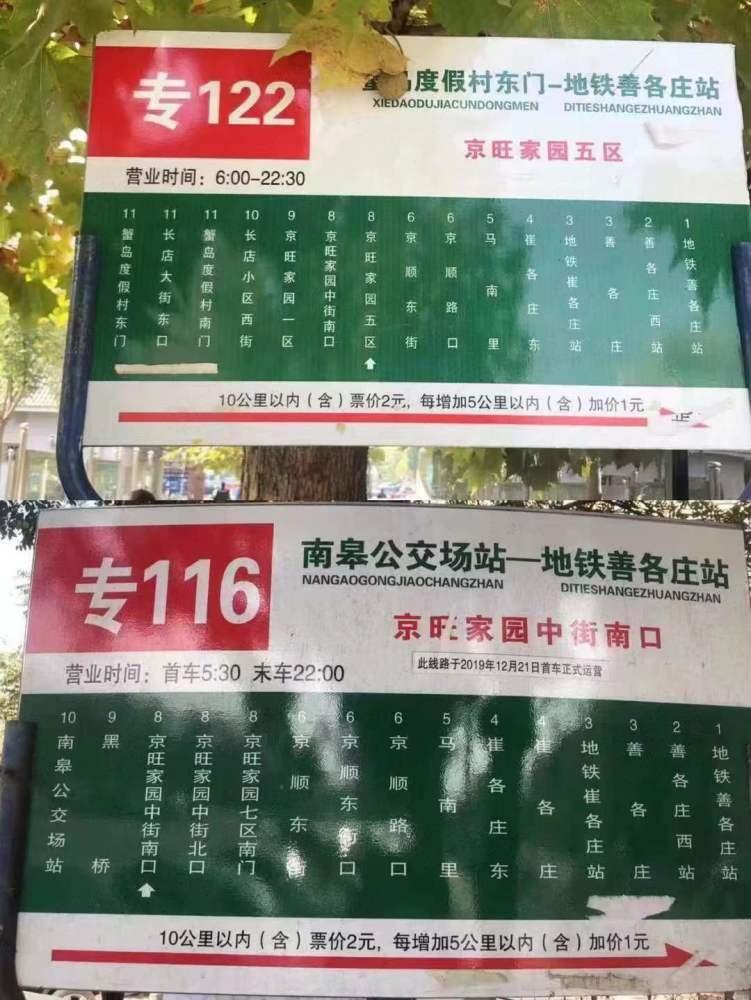 专122
蟹岛度假村东门-地铁善各庄站
XIEDAODUJIACUNDONGMEN DITIESHANGEZHUANGZHAN
京旺家园五区
营业时间：6:00-22:30
11 蟹岛度假村东门
11 长店大街东口
11 蟹岛度假村南门
10 长店小区西街
9 京旺家园一区
8 京旺家园中街南口
8 京旺家园五区
6 京顺东街
6 京顺路口
5 马南里
4 崔各庄东
3 地铁崔各庄站
3 善各庄
2 善各庄西站
1 地铁善各庄站
10公里以内（含）票价2元，每增加5公里以内（含）加价1元
专116
南皋公交场站—地铁善各庄站
NANGAOGONGJIAOCHANGZHAN DITIESHANGEZHUANGZHAN
京旺家园中街南口
营业时间：首车5:30 末车22:00
此线路于2019年12月21日首车正式运营
10 南皋公交场站
9 黑桥
8 京旺家园中街南口
8 京旺家园中街北口
8 京旺家园七区南门
6 京顺东街
6 京顺东街口
6 京顺路口
5 马南里
4 崔各庄东
4 崔各庄
3 地铁崔各庄站
3 善各庄
2 善各庄西站
1 地铁善各庄站
10公里以内（含）票价2元，每增加5公里以内（含）加价1元